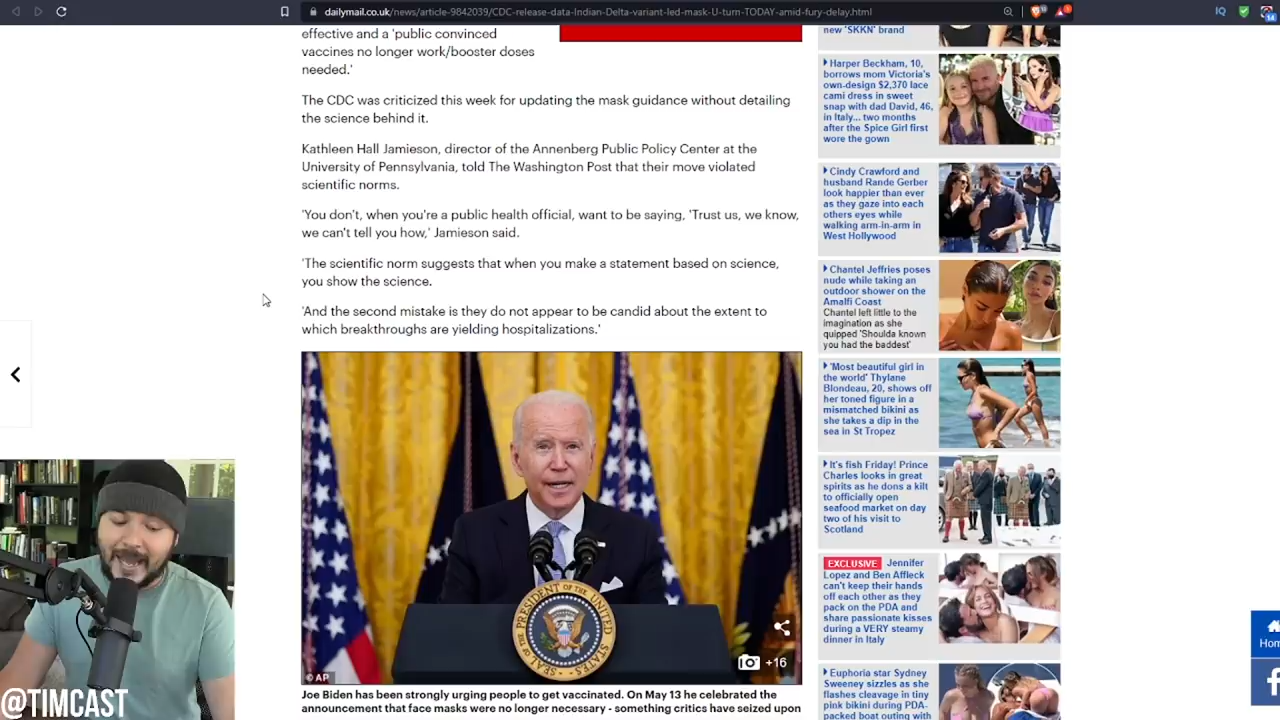 dailymail.co.uk/news/article-9842039/CDC-release-data-Indian-Delta-variant-led-mask-U-turn-TODAY-amid-fury-delay.html
effective and a 'public convinced
vaccines no longer work/booster doses
needed.'
The CDC was criticized this week for updating the mask guidance without detailing
the science behind it.
Kathleen Hall Jamieson, director of the Annenberg Public Policy Center at the
University of Pennsylvania, told The Washington Post that their move violated
scientific norms.
'You don't, when you're a public health official, want to be saying, 'Trust us, we know,
we can't tell you how,' Jamieson said.
'The scientific norm suggests that when you make a statement based on science,
you show the science.
'And the second mistake is they do not appear to be candid about the extent to
which breakthroughs are yielding hospitalizations.'
PRESIDENT OF THE UNITED
SEAL OF
© AP
+16
Joe Biden has been strongly urging people to get vaccinated. On May 13 he celebrated the
announcement that face masks were no longer necessary - something critics have seized upon
new 'SKKN' brand
Harper Beckham, 10,
borrows mom Victoria's
own-design $2,370 lace
cami dress in sweet
snap with dad David, 46,
in Italy... two months
after the Spice Girl first
wore the gown
Cindy Crawford and
husband Rande Gerber
look happier than ever
as they gaze into each
others eyes while
walking arm-in-arm in
West Hollywood
Chantel Jeffries poses
nude while taking an
outdoor shower on the
Amalfi Coast
Chantel left little to the
imagination as she
quipped 'Shoulda known
you had the baddest'
'Most beautiful girl in
the world' Thylane
Blondeau, 20, shows off
her toned figure in a
mismatched bikini as
she takes a dip in the
sea in St Tropez
It's fish Friday! Prince
Charles looks in great
spirits as he dons a kilt
to officially open
seafood market on day
two of his visit to
Scotland
EXCLUSIVE Jennifer
Lopez and Ben Affleck
can't keep their hands
off each other as they
pack on the PDA and
share passionate kisses
during a VERY steamy
dinner in Italy
Euphoria star Sydney
Sweeney sizzles as she
flashes cleavage in tiny
pink bikini during PDA-
packed boat outing with
IQ
Hom
@TIMCAST